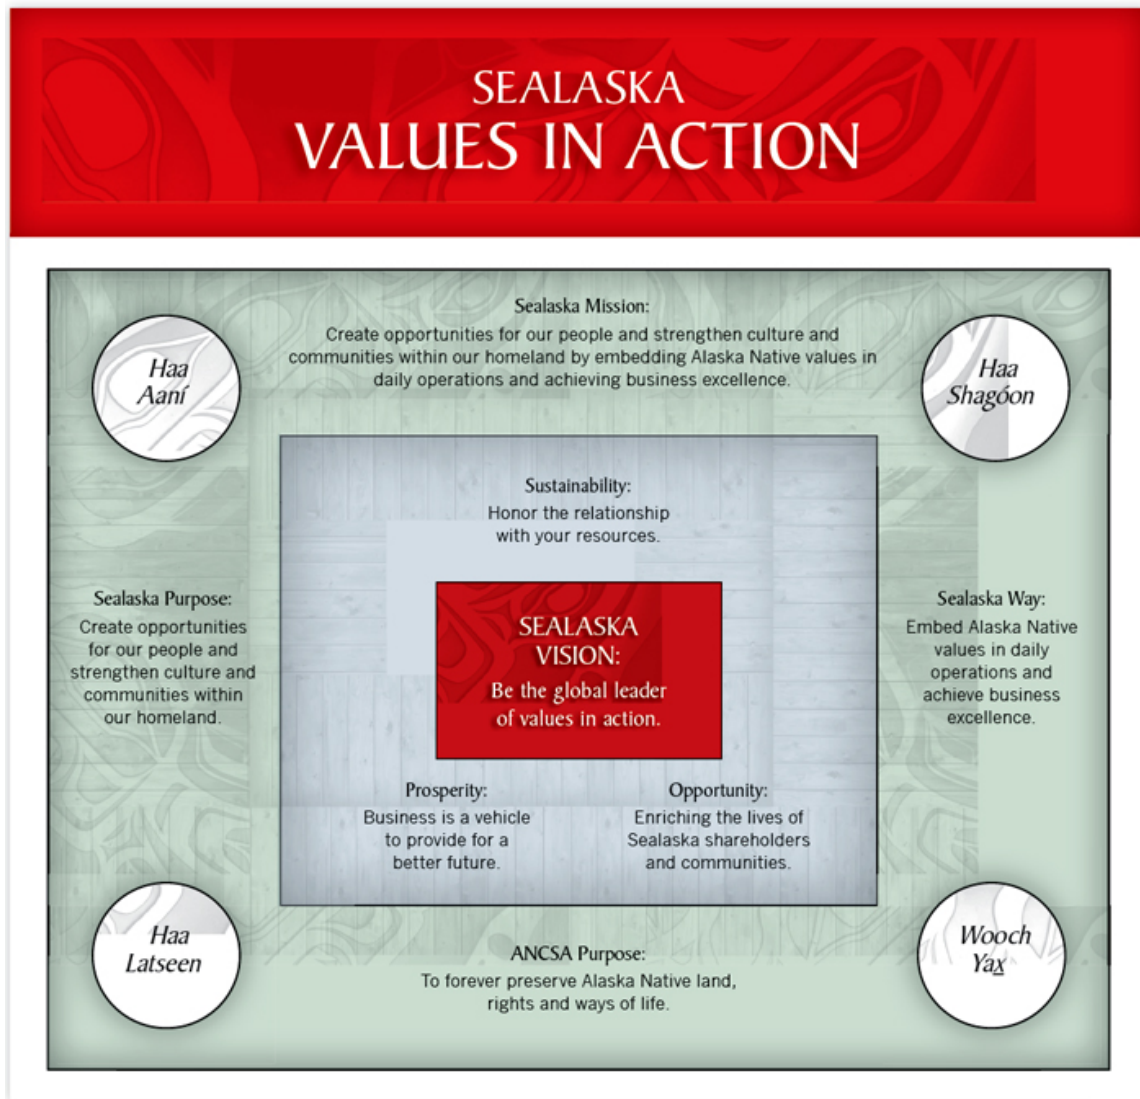 SEALASKA
VALUES IN ACTION
Sealaska Mission:
Create opportunities for our people and strengthen culture and
communities within our homeland by embedding Alaska Native values in
daily operations and achieving business excellence.
Haa
Aaní
Haa
Shagóon
Sustainability:
Honor the relationship
with your resources.
Sealaska Purpose:
Create opportunities
for our people and
strengthen culture and
communities within
our homeland.
SEALASKA
VISION:
Be the global leader
of values in action.
Sealaska Way:
Embed Alaska Native
values in daily
operations and
achieve business
excellence.
Prosperity:
Business is a vehicle
to provide for a
better future.
Opportunity:
Enriching the lives of
Sealaska shareholders
and communities.
Haa
Latseen
ANCSA Purpose:
To forever preserve Alaska Native land,
rights and ways of life.
Wooch
Yax̲